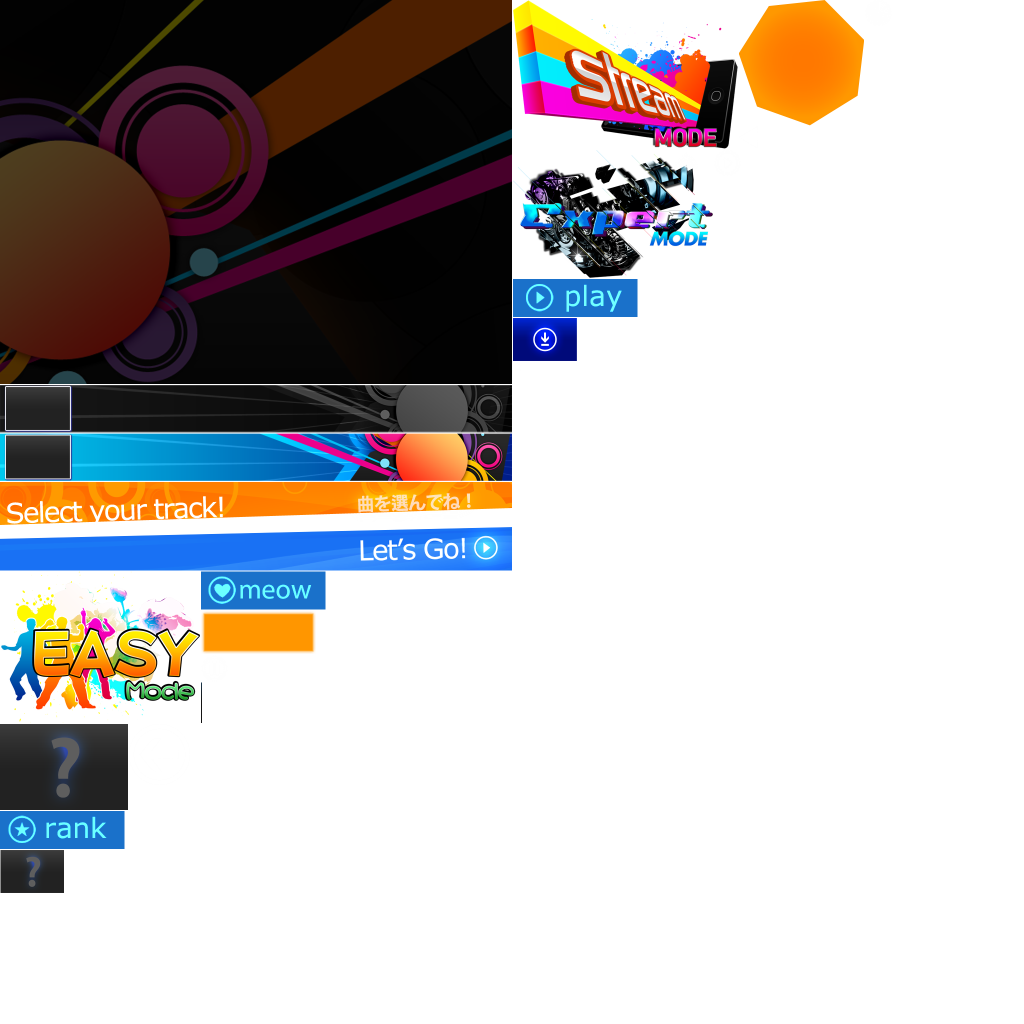 Stream
MODE
Expert
MODE
play
Select your track!
曲を選んでね！
Let's Go!
meow
EASY
Mode
?
rank
?